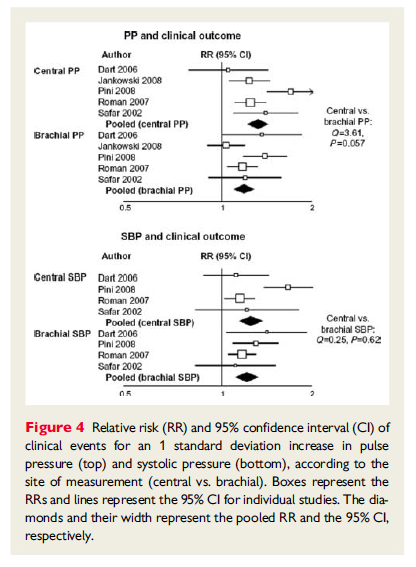 PP and clinical outcome
Author RR (95% CI)
Central PP Dart 2006
Jankowski 2008
Pini 2008
Roman 2007
Safar 2002
Pooled (central PP)
Brachial PP Dart 2006
Jankowski 2008
Pini 2008
Roman 2007
Safar 2002
Pooled (brachial PP)
Central vs.
brachial PP:
Q=3.61,
P=0.057
0.5 1 2
SBP and clinical outcome
Author RR (95% CI)
Central SBP Dart 2006
Pini 2008
Roman 2007
Safar 2002
Pooled (central SBP)
Brachial SBP Dart 2006
Pini 2008
Roman 2007
Safar 2002
Pooled (brachial SBP)
Central vs.
brachial SBP:
Q=0.25, P=0.62
0.5 1 2
Figure 4 Relative risk (RR) and 95% confidence interval (CI) of
clinical events for an 1 standard deviation increase in pulse
pressure (top) and systolic pressure (bottom), according to the
site of measurement (central vs. brachial). Boxes represent the
RRs and lines represent the 95% CI for individual studies. The dia-
monds and their width represent the pooled RR and the 95% CI,
respectively.